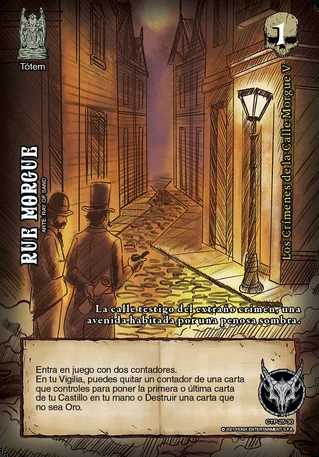 Tótem
1
RUE MORGUE
ARTE: RAY OF SAND
Los Crímenes de la Calle Morgue V
La calle testigo del extraño crimen, una
avenida habitada por una penosa sombra.
Entra en juego con dos contadores.
En tu Vigilia, puedes quitar un contador de una carta
que controles para poner la primera o última carta
de tu Castillo en tu mano o Destruir una carta que
no sea Oro.
© 2021 FENIX ENTERTAINMENT S.P.A.